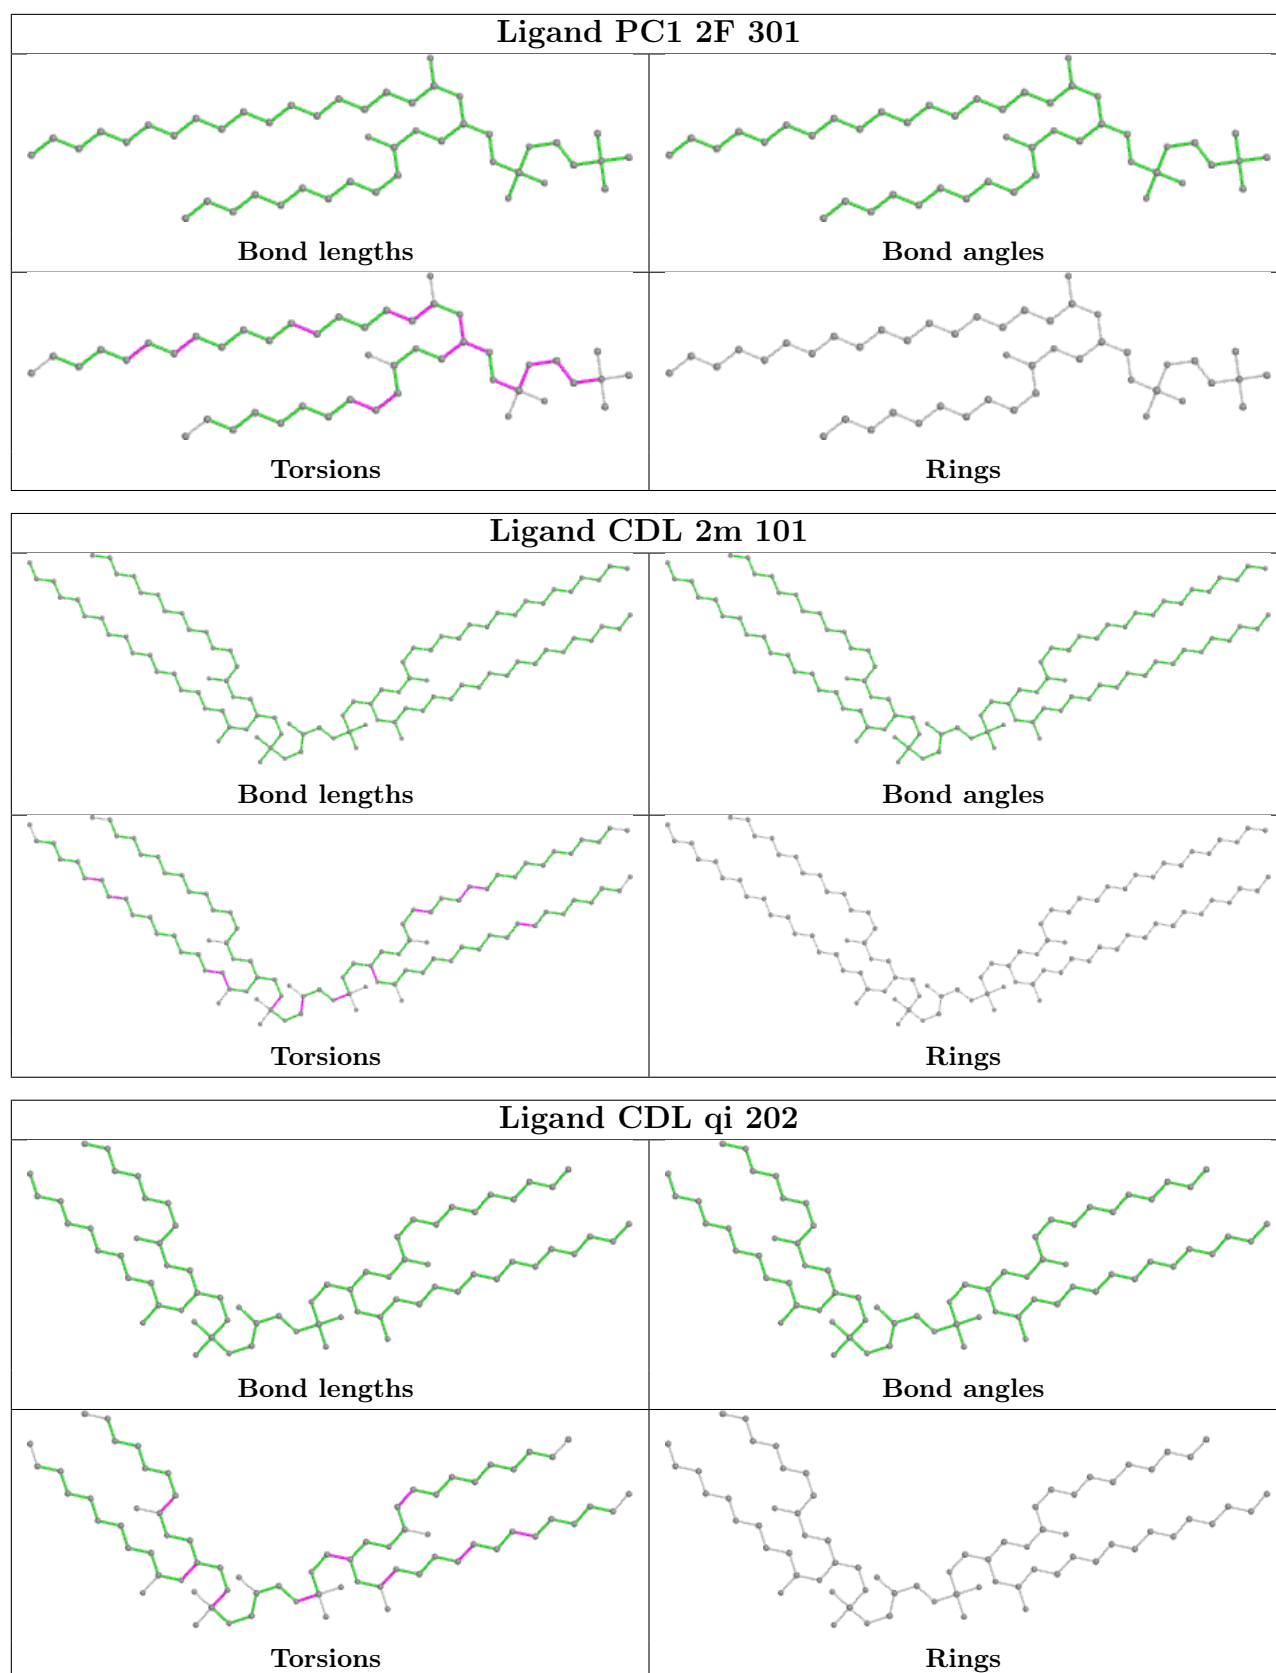 Ligand PC1 2F 301
Bond lengths
Bond angles
Torsions
Rings
Ligand CDL 2m 101
Bond lengths
Bond angles
Torsions
Rings
Ligand CDL qi 202
Bond lengths
Bond angles
Torsions
Rings